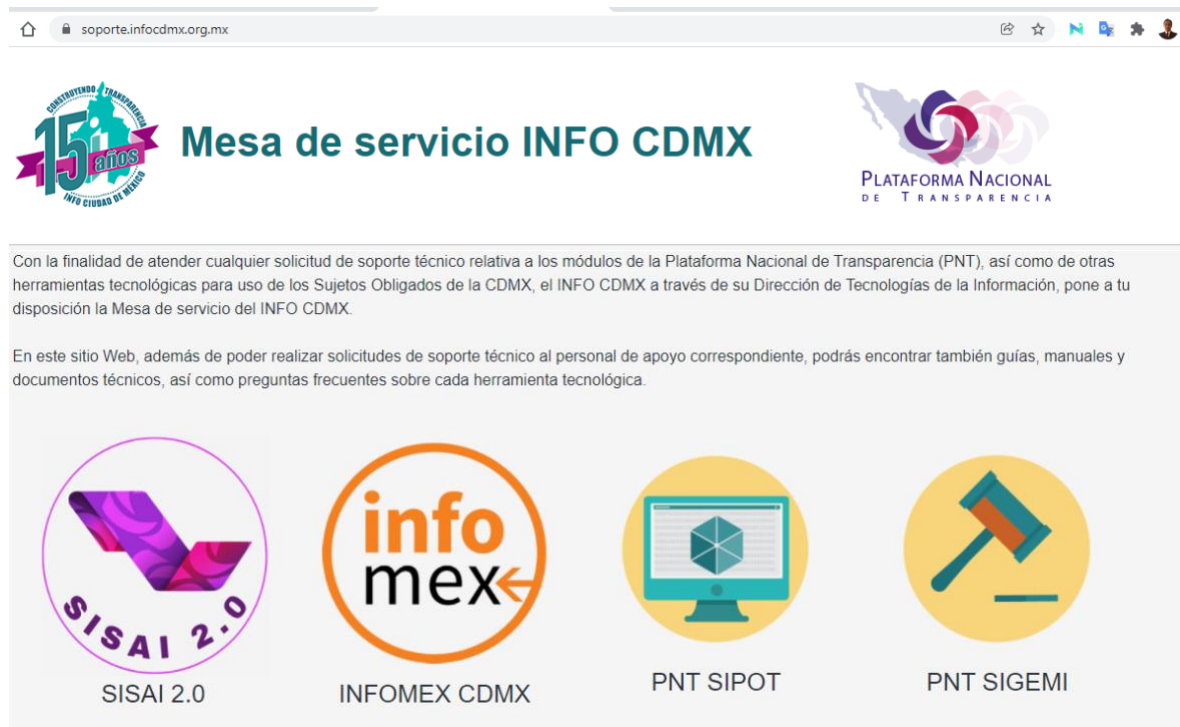 soporte.infocdmx.org.mx
CONSTRUYENDO TRANSPARENCIA
15 años
INFO CIUDAD DE MÉXICO
Mesa de servicio INFO CDMX
PLATAFORMA NACIONAL
DE TRANSPARENCIA
Con la finalidad de atender cualquier solicitud de soporte técnico relativa a los módulos de la Plataforma Nacional de Transparencia (PNT), así como de otras
herramientas tecnológicas para uso de los Sujetos Obligados de la CDMX, el INFO CDMX a través de su Dirección de Tecnologías de la Información, pone a tu
disposición la Mesa de servicio del INFO CDMX.
En este sitio Web, además de poder realizar solicitudes de soporte técnico al personal de apoyo correspondiente, podrás encontrar también guías, manuales y
documentos técnicos, así como preguntas frecuentes sobre cada herramienta tecnológica.
SISAI 2.0
info
mex
SISAI 2.0
INFOMEX CDMX
PNT SIPOT
PNT SIGEMI